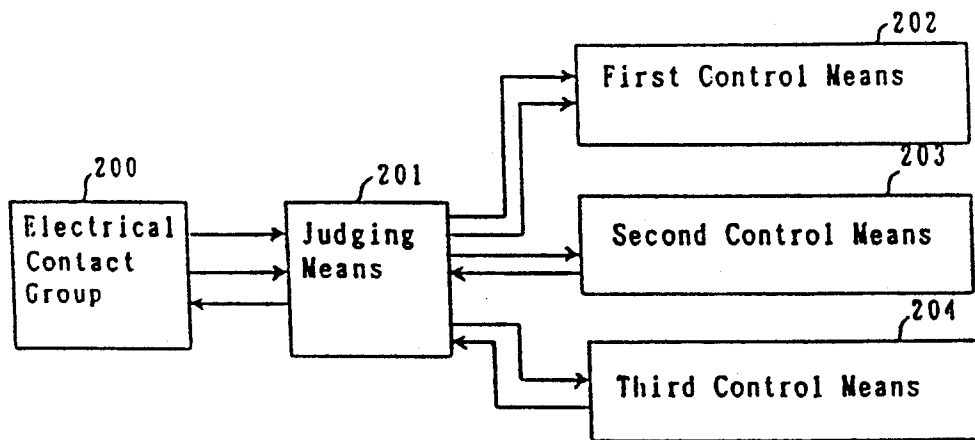 202
First Control Means
200
Electrical
Contact
Group
201
Judging
Means
203
Second Control Means
204
Third Control Means